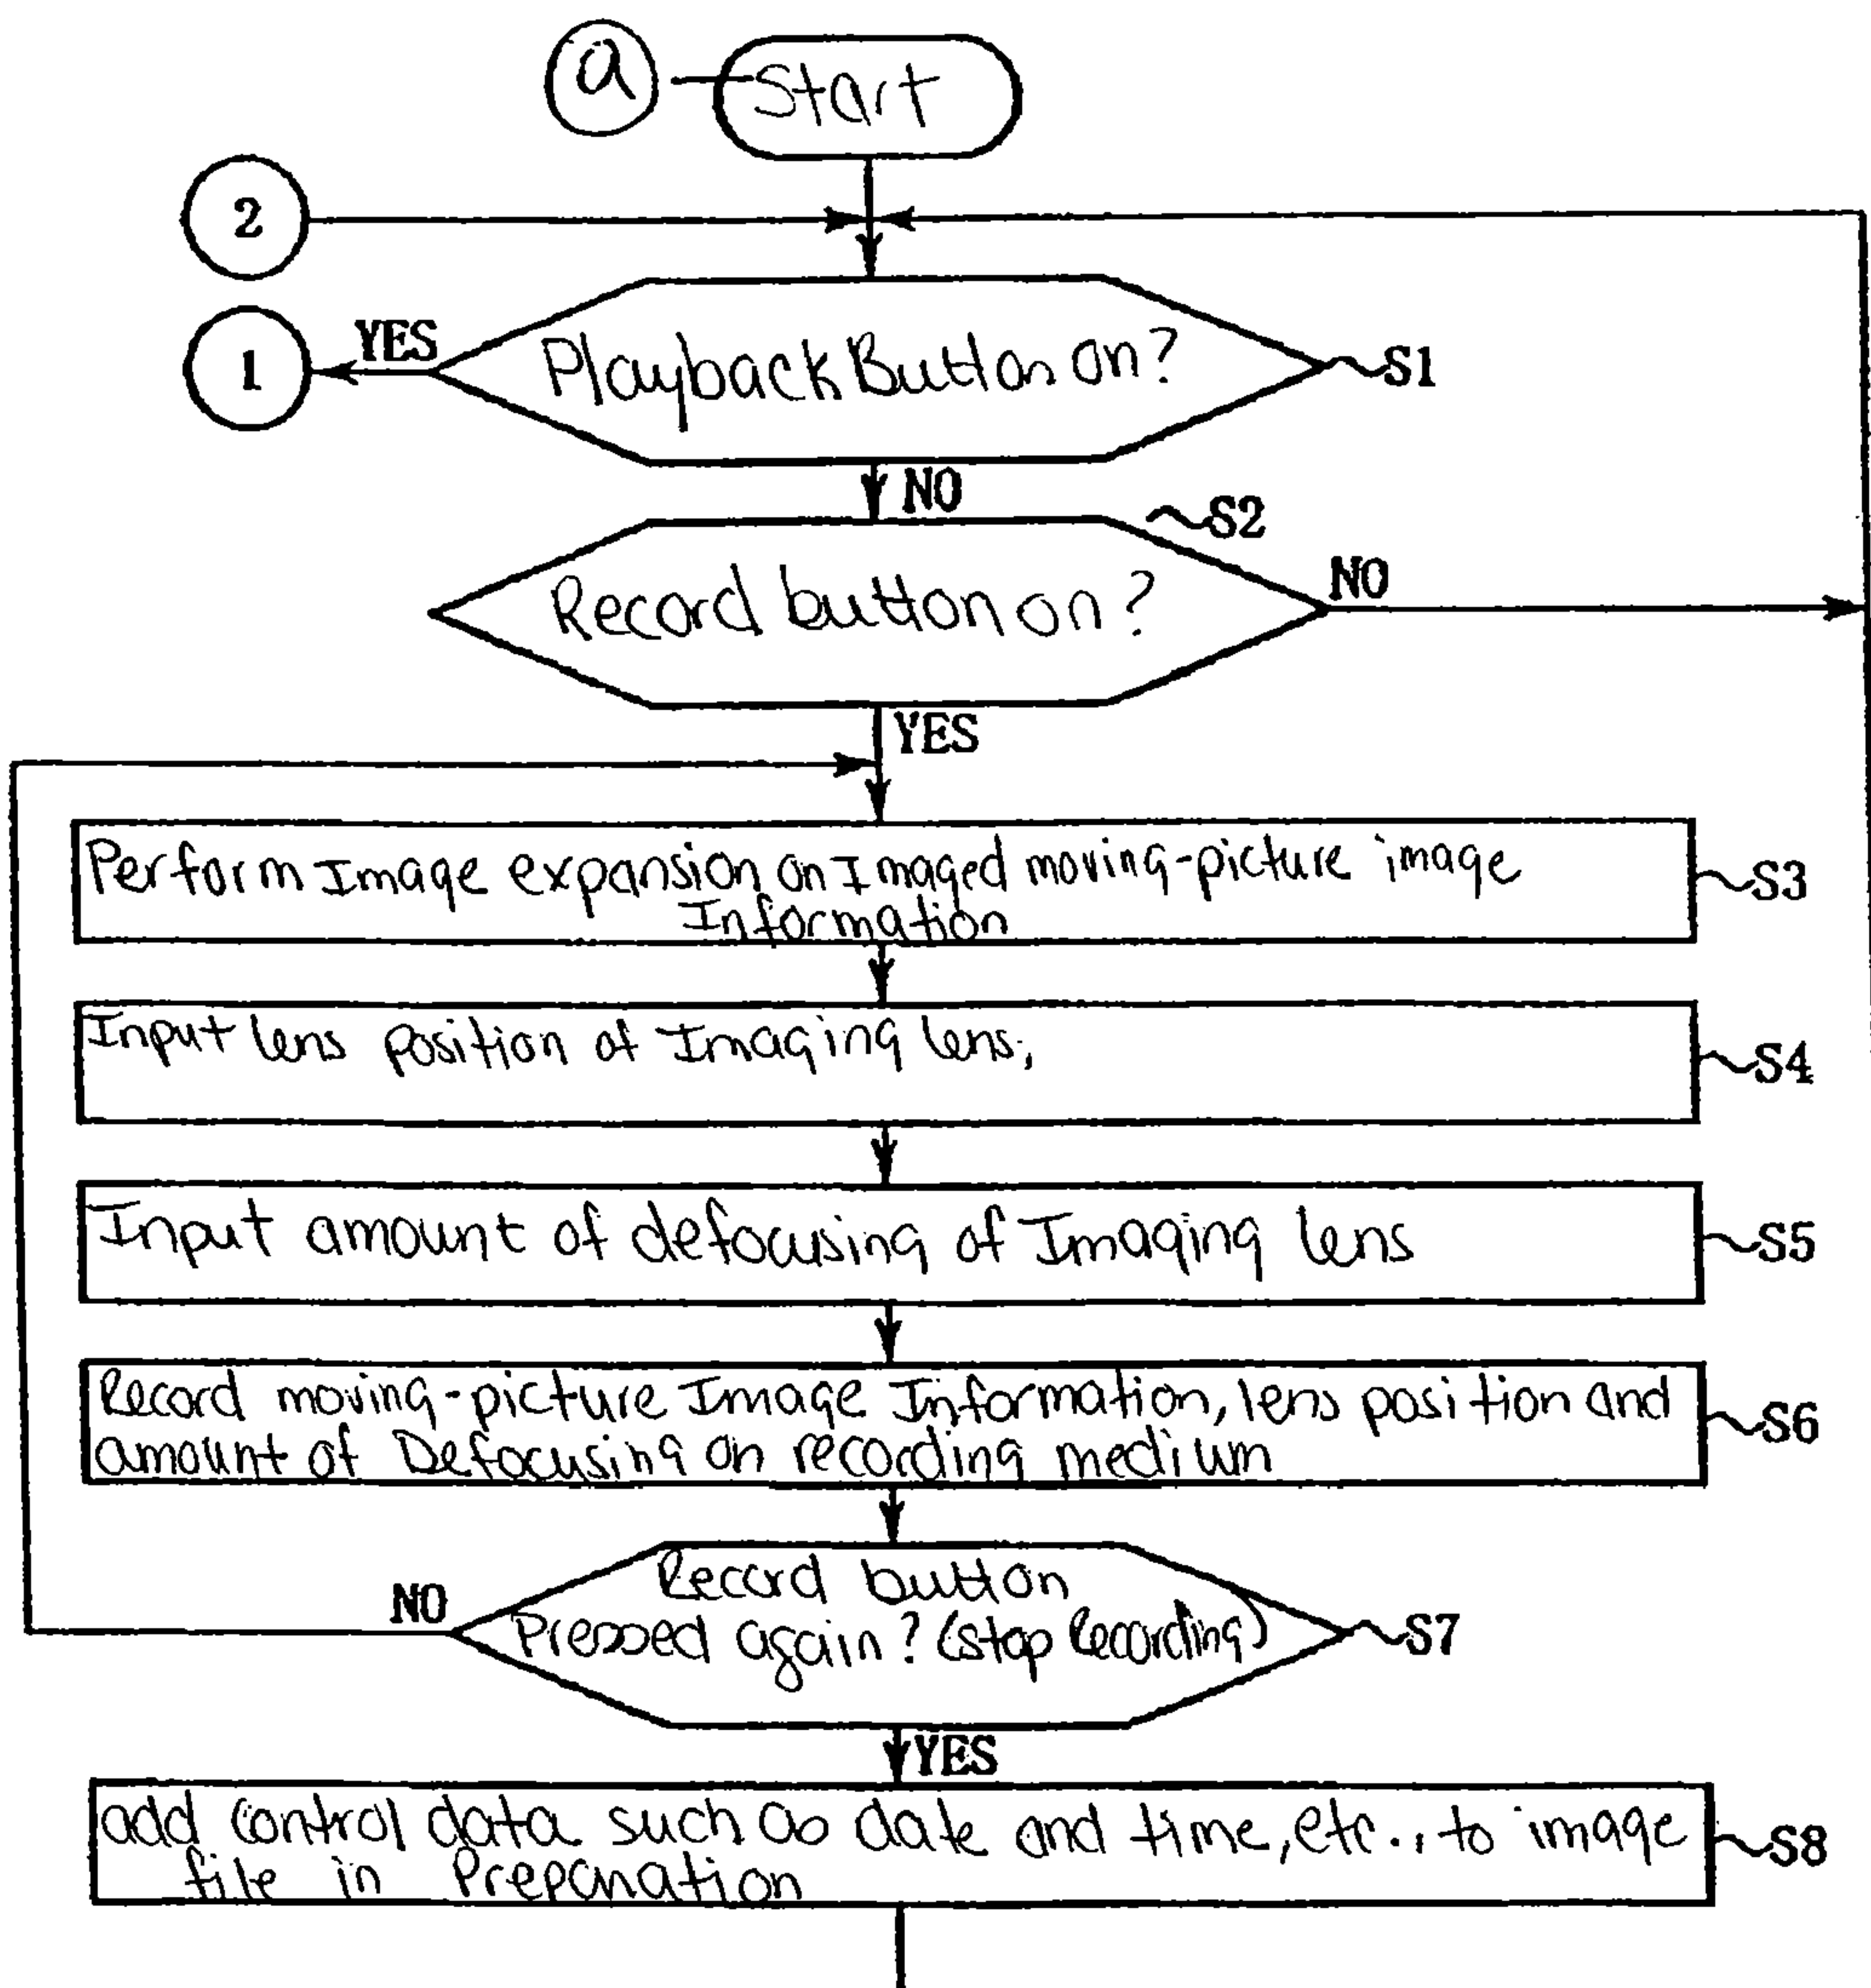 a Start
2
1 YES Playback Button on? S1
NO
S2
Record button on? NO
YES
Perform Image expansion on Imaged moving-picture image
Information
S3
Input lens position of Imaging lens,
S4
Input amount of defocusing of Imaging lens
S5
Record moving-picture Image Information, lens position and
amount of Defocusing on recording medium
S6
Record button
NO Pressed again? (stop Recording) S7
YES
add control data such as date and time, etc., to image
file in Preparation
S8